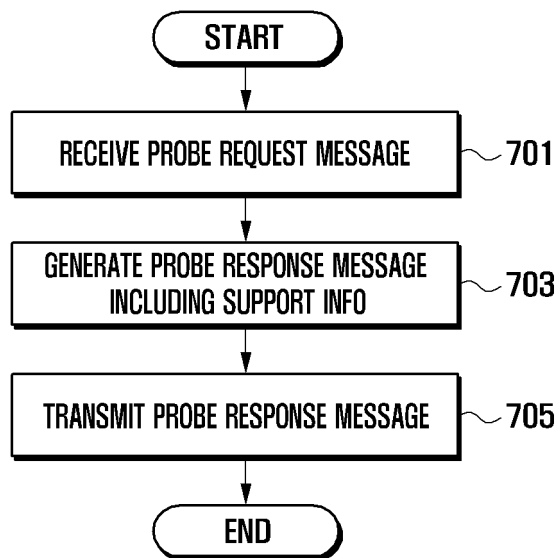 START
RECEIVE PROBE REQUEST MESSAGE
701
GENERATE PROBE RESPONSE MESSAGE
INCLUDING SUPPORT INFO
703
TRANSMIT PROBE RESPONSE MESSAGE
705
END